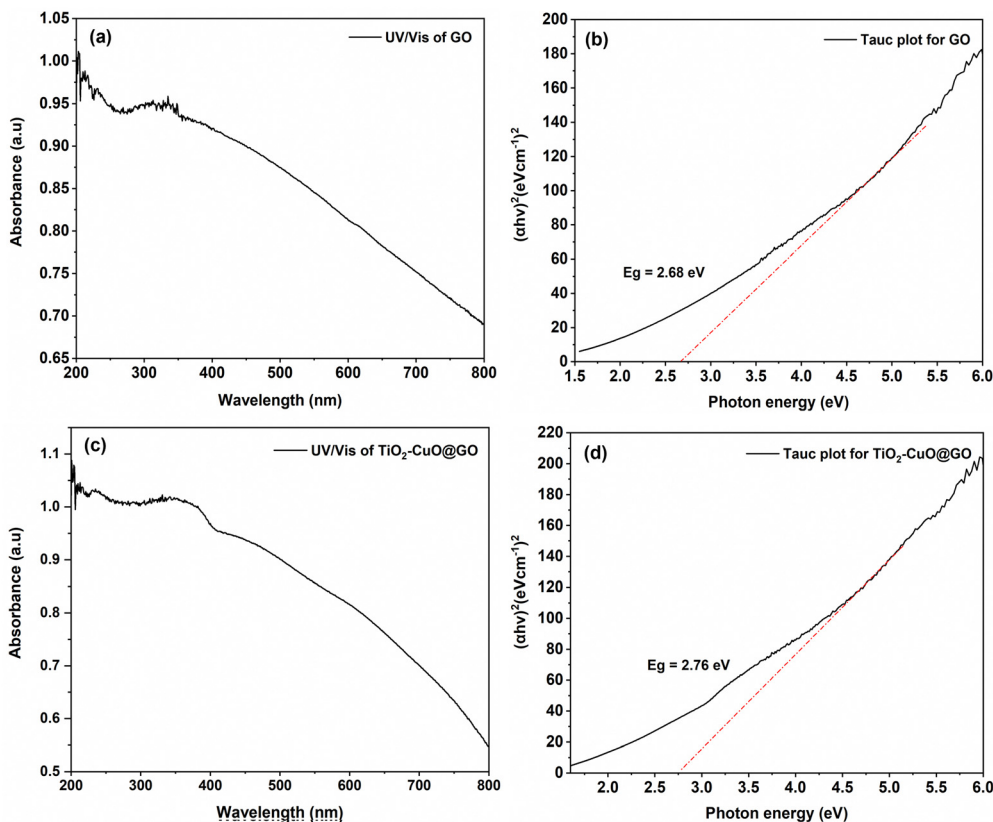 (a)
UV/Vis of GO
1.05
1.00
0.95
0.90
0.85
0.80
0.75
0.70
0.65
Absorbance (a.u)
200 300 400 500 600 700 800
Wavelength (nm)
(b)
Tauc plot for GO
200
180
160
140
120
100
80
60
40
20
0
(αhv)²(eVcm⁻¹)²
Eg = 2.68 eV
1.5 2.0 2.5 3.0 3.5 4.0 4.5 5.0 5.5 6.0
Photon energy (eV)
(c)
UV/Vis of TiO₂-CuO@GO
1.1
1.0
0.9
0.8
0.7
0.6
0.5
Absorbance (a.u)
200 300 400 500 600 700 800
Wavelength (nm)
(d)
Tauc plot for TiO₂-CuO@GO
220
200
180
160
140
120
100
80
60
40
20
0
(αhv)²(eVcm⁻¹)²
Eg = 2.76 eV
2.0 2.5 3.0 3.5 4.0 4.5 5.0 5.5 6.0
Photon energy (eV)